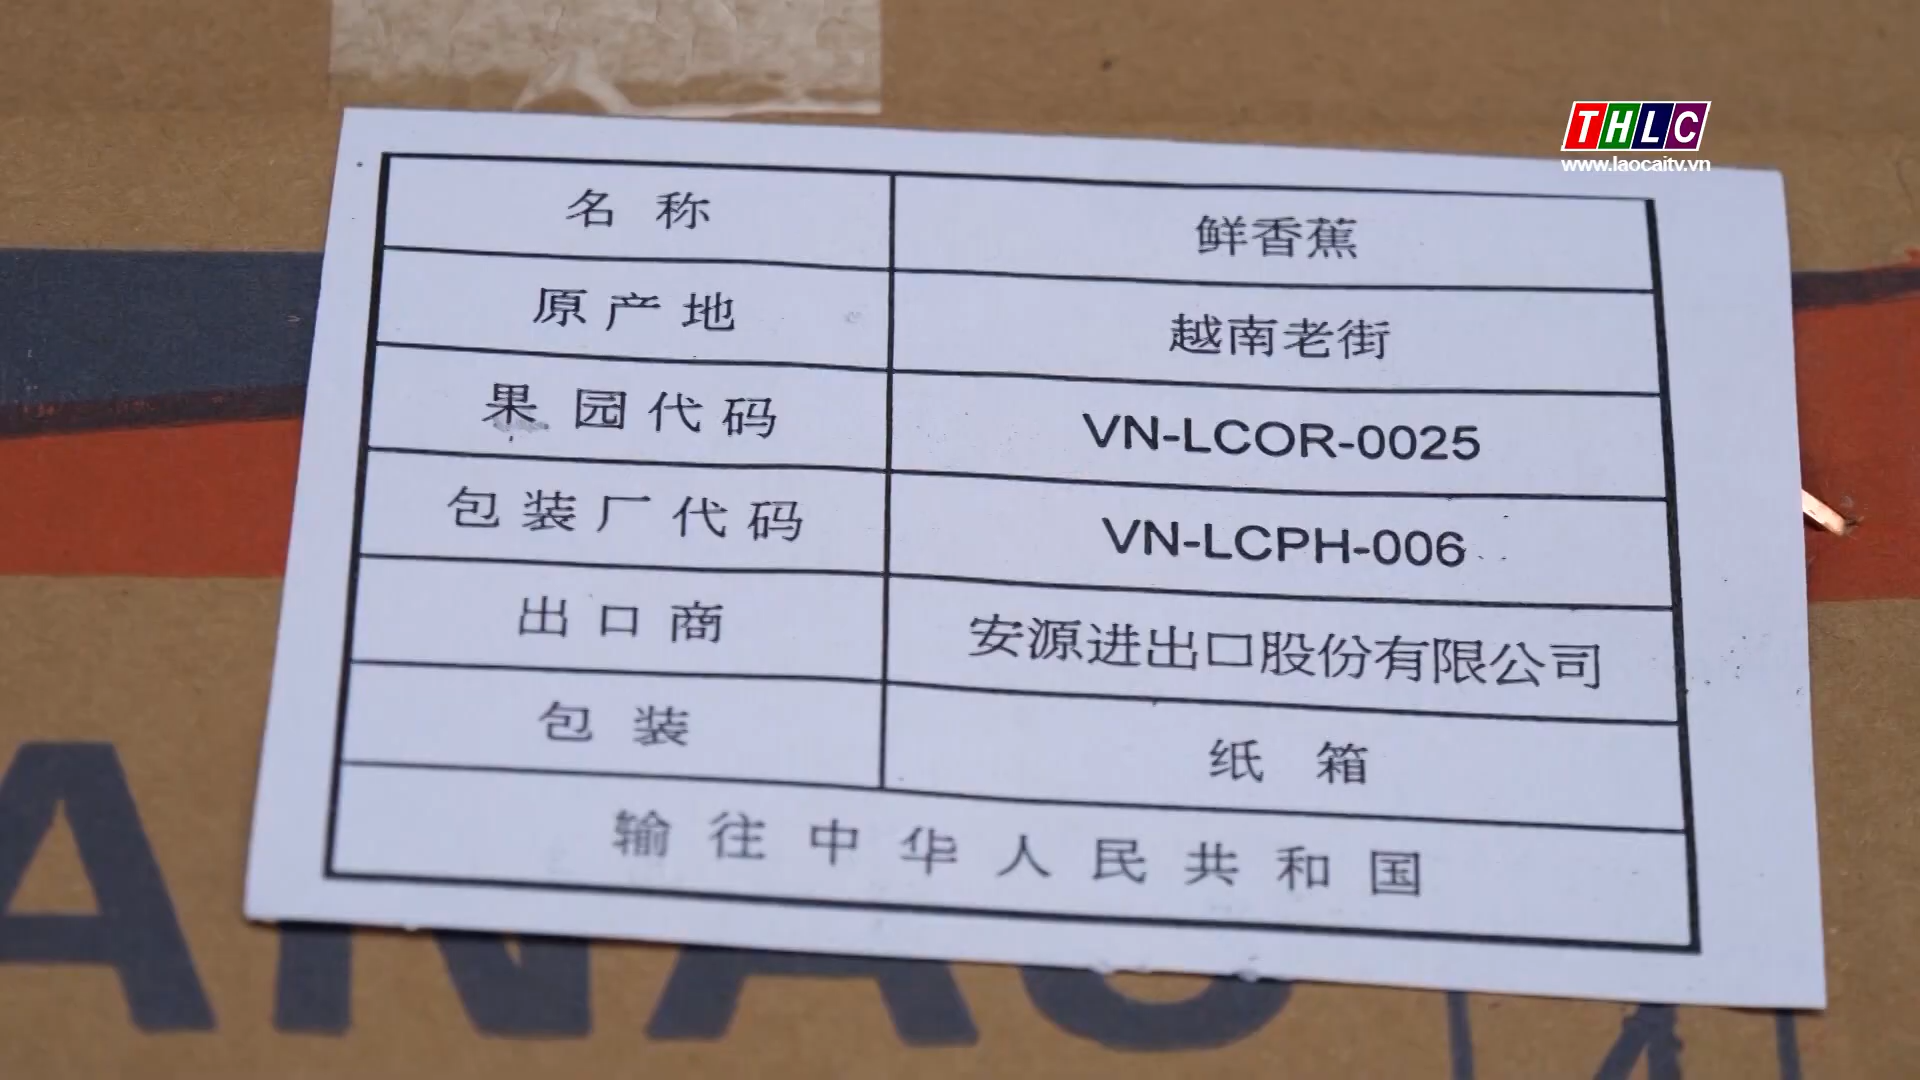 THLC
www.laocaitv.vn
名 称 鲜香蕉
原 产 地 越南老街
果 园 代 码 VN-LCOR-0025
包 装 厂 代 码 VN-LCPH-006
出 口 商 安源进出口股份有限公司
包 装 纸 箱
输 往 中 华 人 民 共 和 国